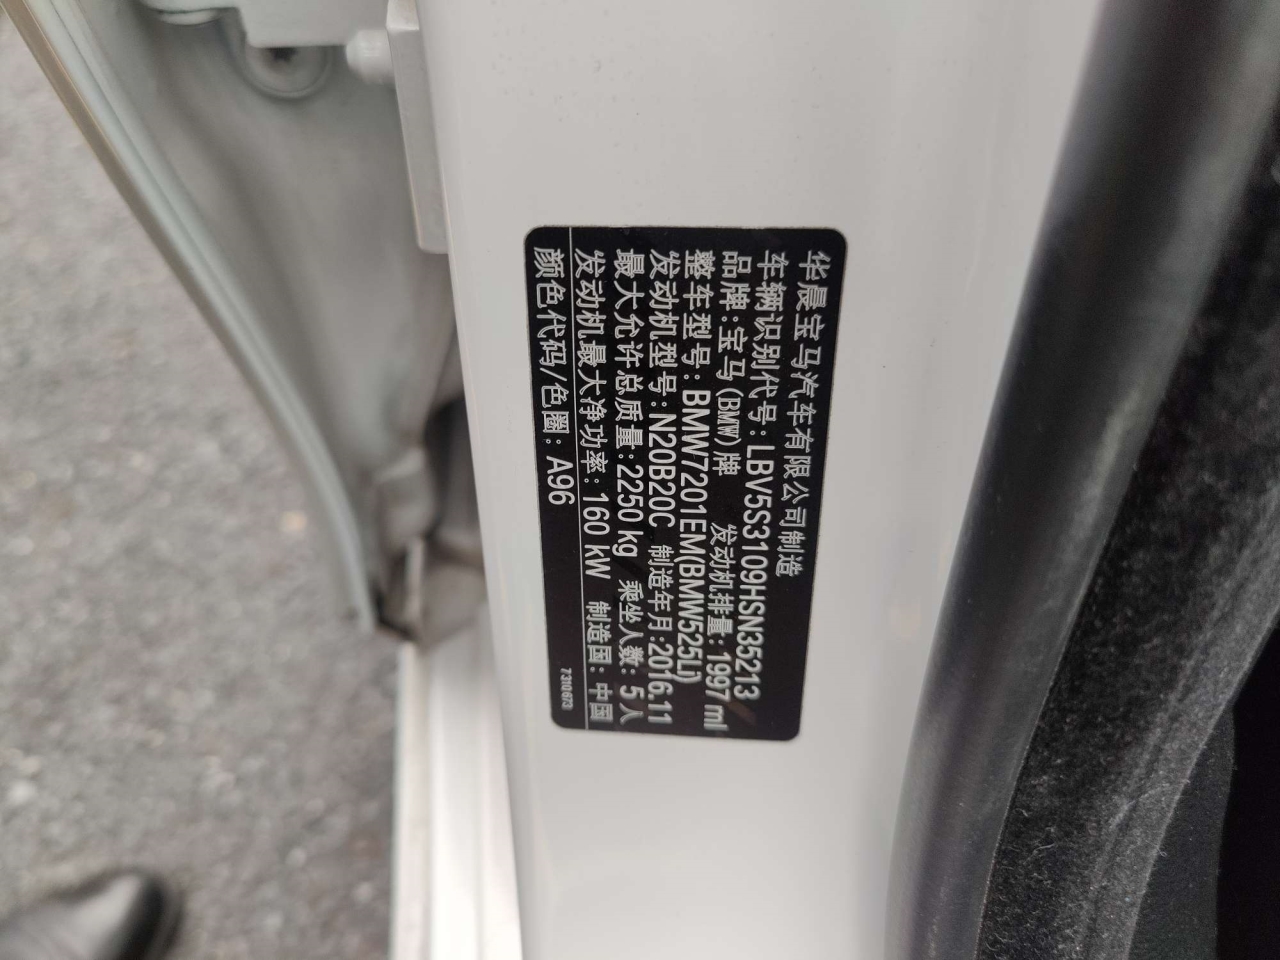 华晨宝马汽车有限公司制造
车辆识别代号:LBV5S3109HSN35213
品牌:宝马(BMW)牌 发动机排量:1997 ml
整车型号:BMW7201EM(BMW525Li)
发动机型号:N20B20C 制造年月:2016.11
最大允许总质量:2250 kg 乘坐人数:5人
发动机最大净功率:160 kW 制造国:中国
颜色代码/色圈:A96 7310673